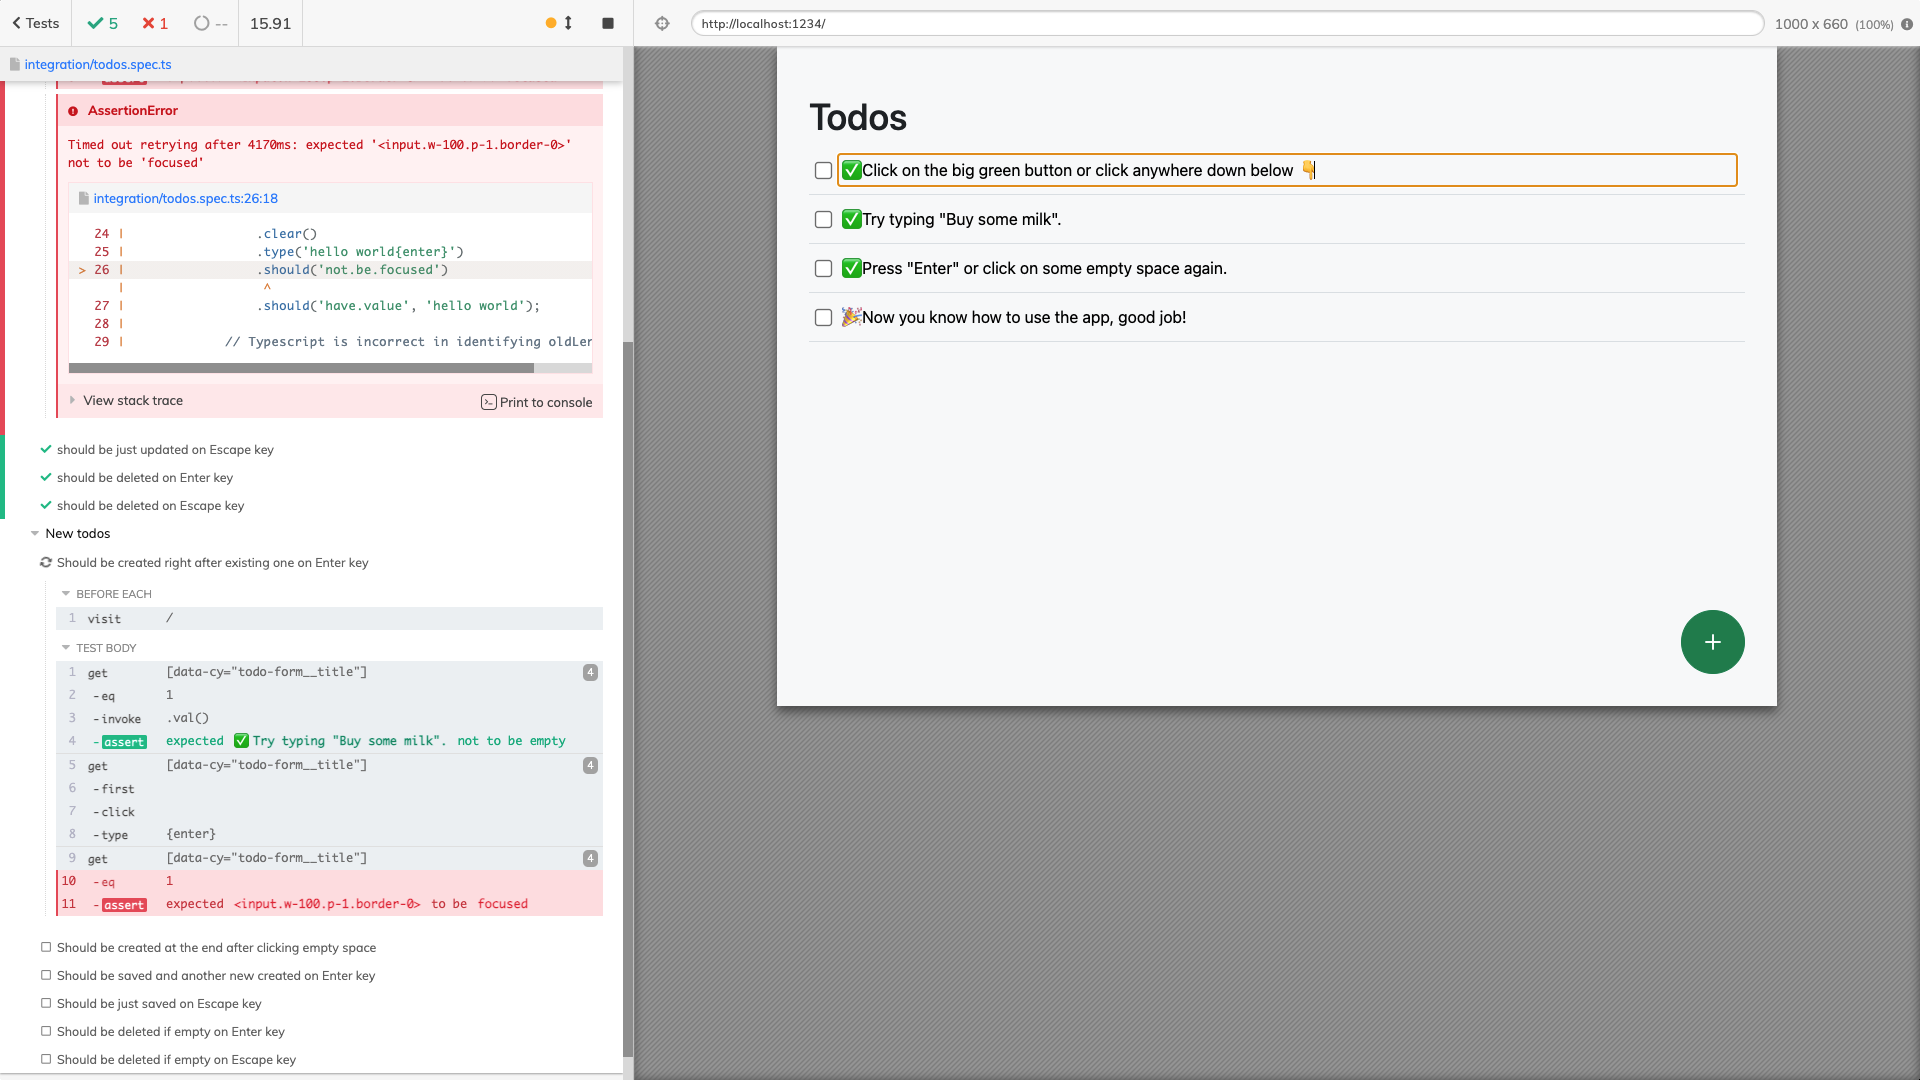 Tests
5
1
--
15.91
http://localhost:1234/
1000 x 660 (100%)
integration/todos.spec.ts
AssertionError
Timed out retrying after 4170ms: expected '<input.w-100.p-1.border-0>'
not to be 'focused'
integration/todos.spec.ts:26:18
24 | .clear()
25 | .type('hello world{enter}')
> 26 | .should('not.be.focused')
| ^
27 | .should('have.value', 'hello world');
28 |
29 | // Typescript is incorrect in identifying oldLer
View stack trace
Print to console
should be just updated on Escape key
should be deleted on Enter key
should be deleted on Escape key
New todos
Should be created right after existing one on Enter key
BEFORE EACH
1 visit /
TEST BODY
1 get [data-cy="todo-form__title"] 4
2 -eq 1
3 -invoke .val()
4 -assert expected ✅Try typing "Buy some milk". not to be empty
5 get [data-cy="todo-form__title"] 4
6 -first
7 -click
8 -type {enter}
9 get [data-cy="todo-form__title"] 4
10 -eq 1
11 -assert expected <input.w-100.p-1.border-0> to be focused
Should be created at the end after clicking empty space
Should be saved and another new created on Enter key
Should be just saved on Escape key
Should be deleted if empty on Enter key
Should be deleted if empty on Escape key
Todos
✅Click on the big green button or click anywhere down below 👇
✅Try typing "Buy some milk".
✅Press "Enter" or click on some empty space again.
🎉Now you know how to use the app, good job!
+